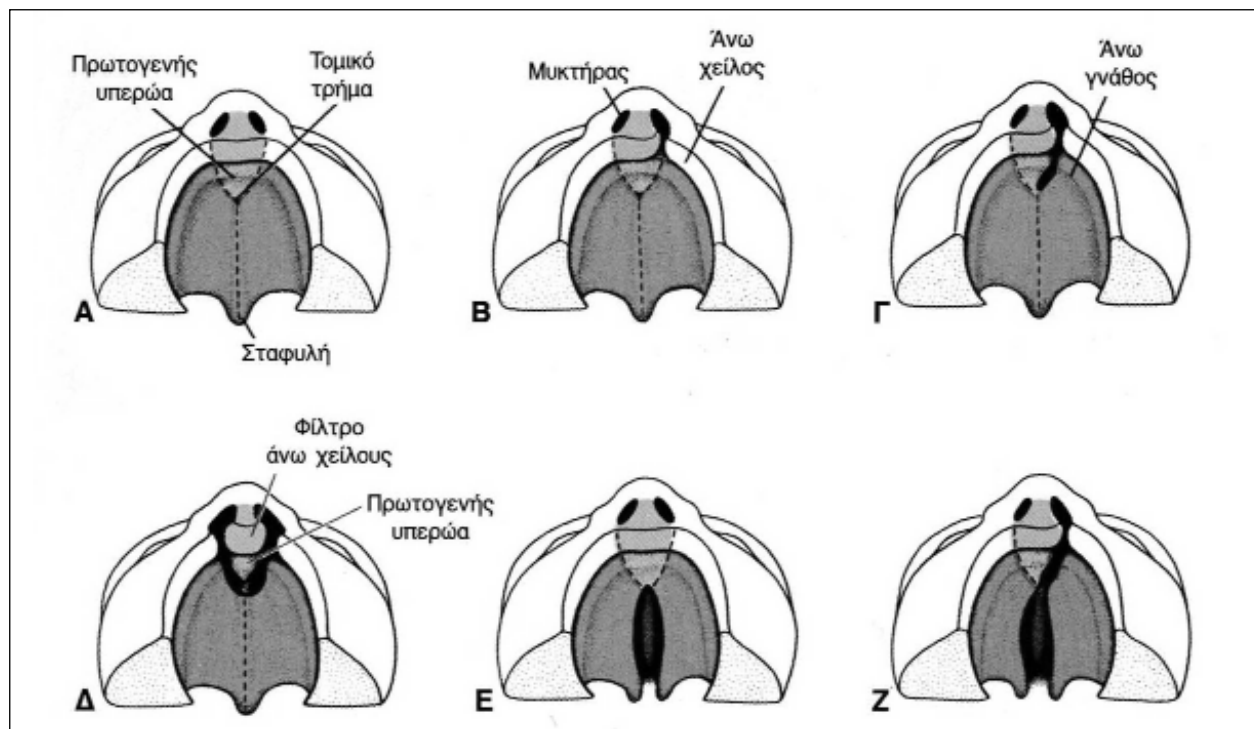 Πρωτογενής
υπερώα
Τομικό
τρήμα
Α
Σταφυλή
Μυκτήρας
Άνω
χείλος
Β
Άνω
γνάθος
Γ
Φίλτρο
άνω χείλους
Πρωτογενής
υπερώα
Δ
Ε
Ζ